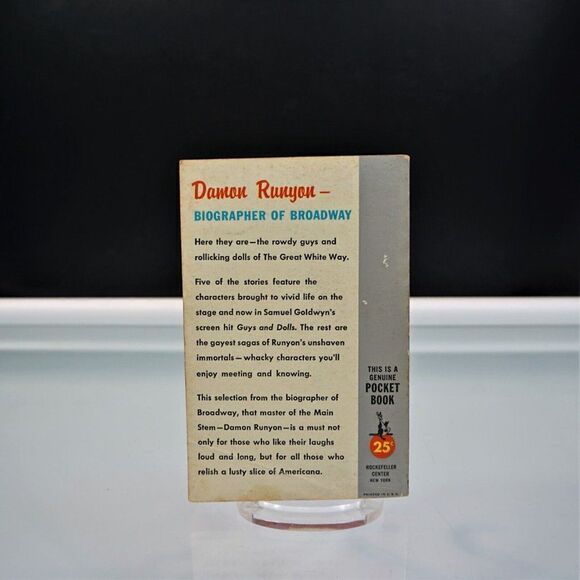 Damon Runyon—
BIOGRAPHER OF BROADWAY
Here they are—the rowdy guys and
rollicking dolls of The Great White Way.
Five of the stories feature the
characters brought to vivid life on the
stage and now in Samuel Goldwyn's
screen hit Guys and Dolls. The rest are
the gayest sagas of Runyon's unshaven
immortals—whacky characters you'll
enjoy meeting and knowing.
This selection from the biographer of
Broadway, that master of the Main
Stem—Damon Runyon—is a must not
only for those who like their laughs
loud and long, but for all those who
relish a lusty slice of Americana.
THIS IS A
GENUINE
POCKET
BOOK
25¢
ROCKEFELLER
CENTER
NEW YORK
PRINTED IN U.S.A.